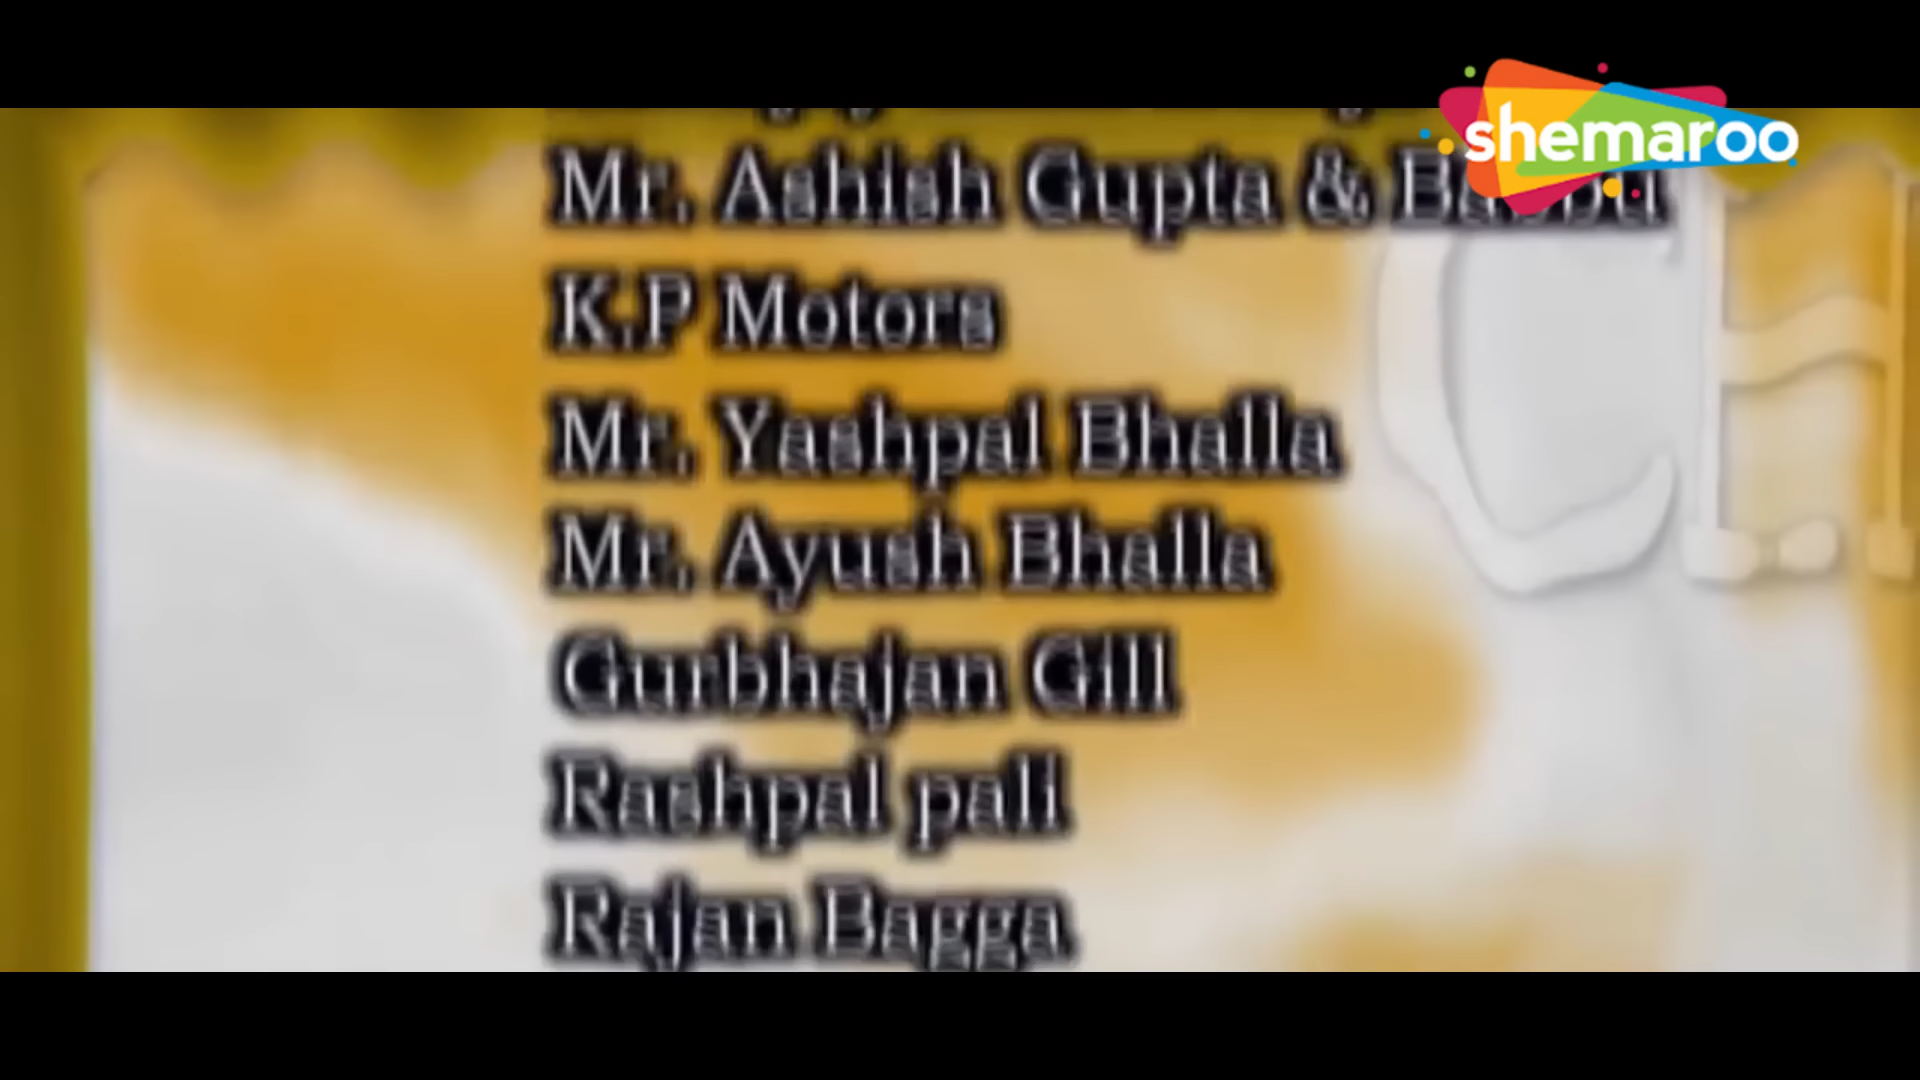 shemaroo
Mr. Ashish Gupta &
K.P Motors
Mr. Yashpal Bhalla
Mr. Ayush Bhalla
Gurbhajan Gill
Rashpal pali
Rajan Bagga